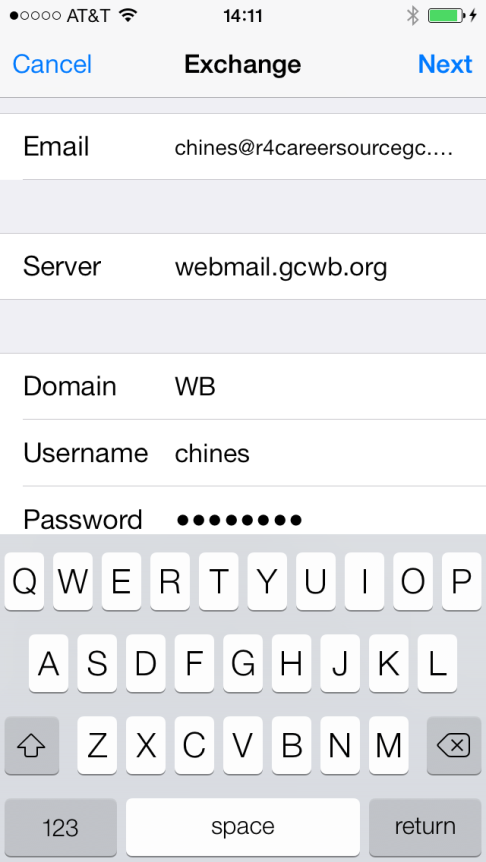 AT&T 14:11
Cancel Exchange Next
Email chines@r4careersourcegc....
Server webmail.gcwb.org
Domain WB
Username chines
Password ●●●●●●●●
Q W E R T Y U I O P
A S D F G H J K L
Z X C V B N M
123 space return